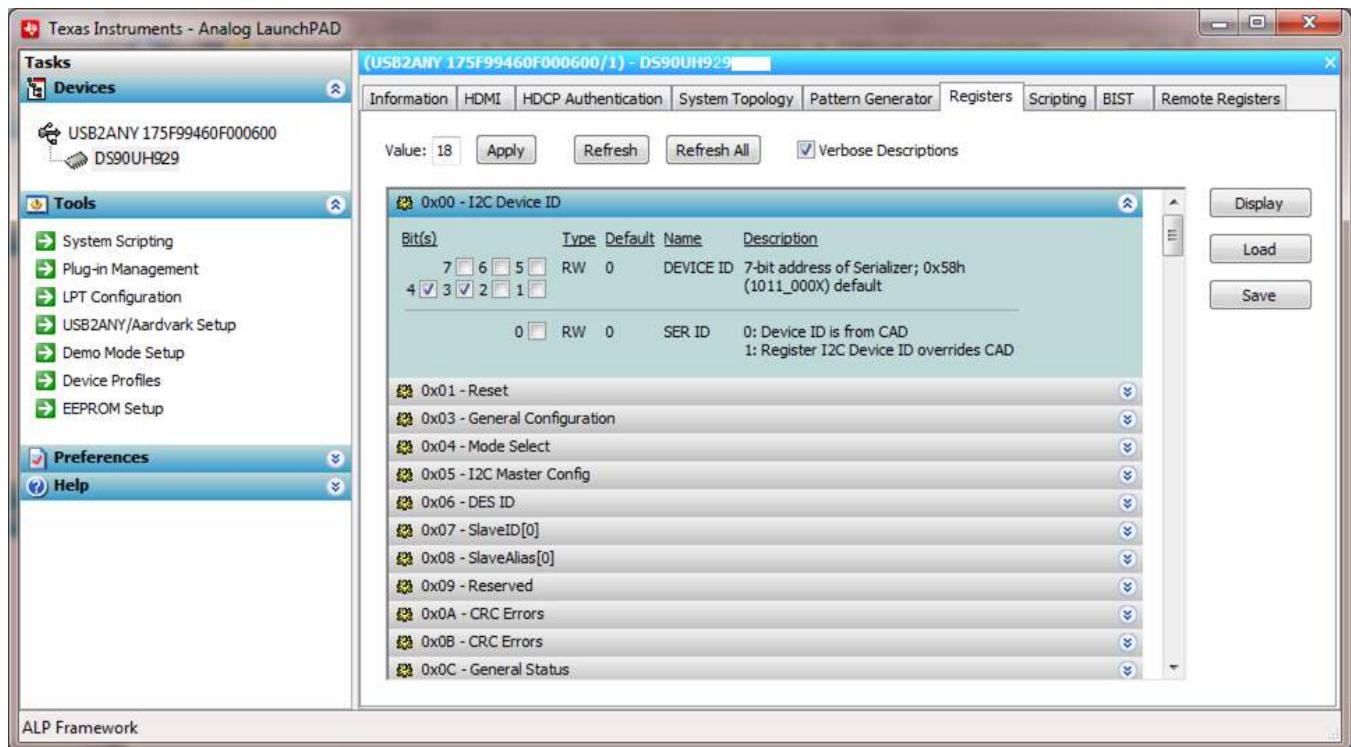 Texas Instruments - Analog LaunchPAD
Tasks
Devices
USB2ANY 175F99460F000600
DS90UH929
Tools
System Scripting
Plug-in Management
LPT Configuration
USB2ANY/Aardvark Setup
Demo Mode Setup
Device Profiles
EEPROM Setup
Preferences
Help
(USB2ANY 175F99460F000600/1) - DS90UH929
Information HDMI HDCP Authentication System Topology Pattern Generator Registers Scripting BIST Remote Registers
Value: 18 Apply Refresh Refresh All Verbose Descriptions
0x00 - I2C Device ID
Bit(s) Type Default Name Description
7 6 5 RW 0 DEVICE ID 7-bit address of Serializer; 0x58h
4 3 2 1 (1011_000X) default
0 RW 0 SER ID 0: Device ID is from CAD
1: Register I2C Device ID overrides CAD
0x01 - Reset
0x03 - General Configuration
0x04 - Mode Select
0x05 - I2C Master Config
0x06 - DES ID
0x07 - SlaveID[0]
0x08 - SlaveAlias[0]
0x09 - Reserved
0x0A - CRC Errors
0x0B - CRC Errors
0x0C - General Status
Display
Load
Save
ALP Framework